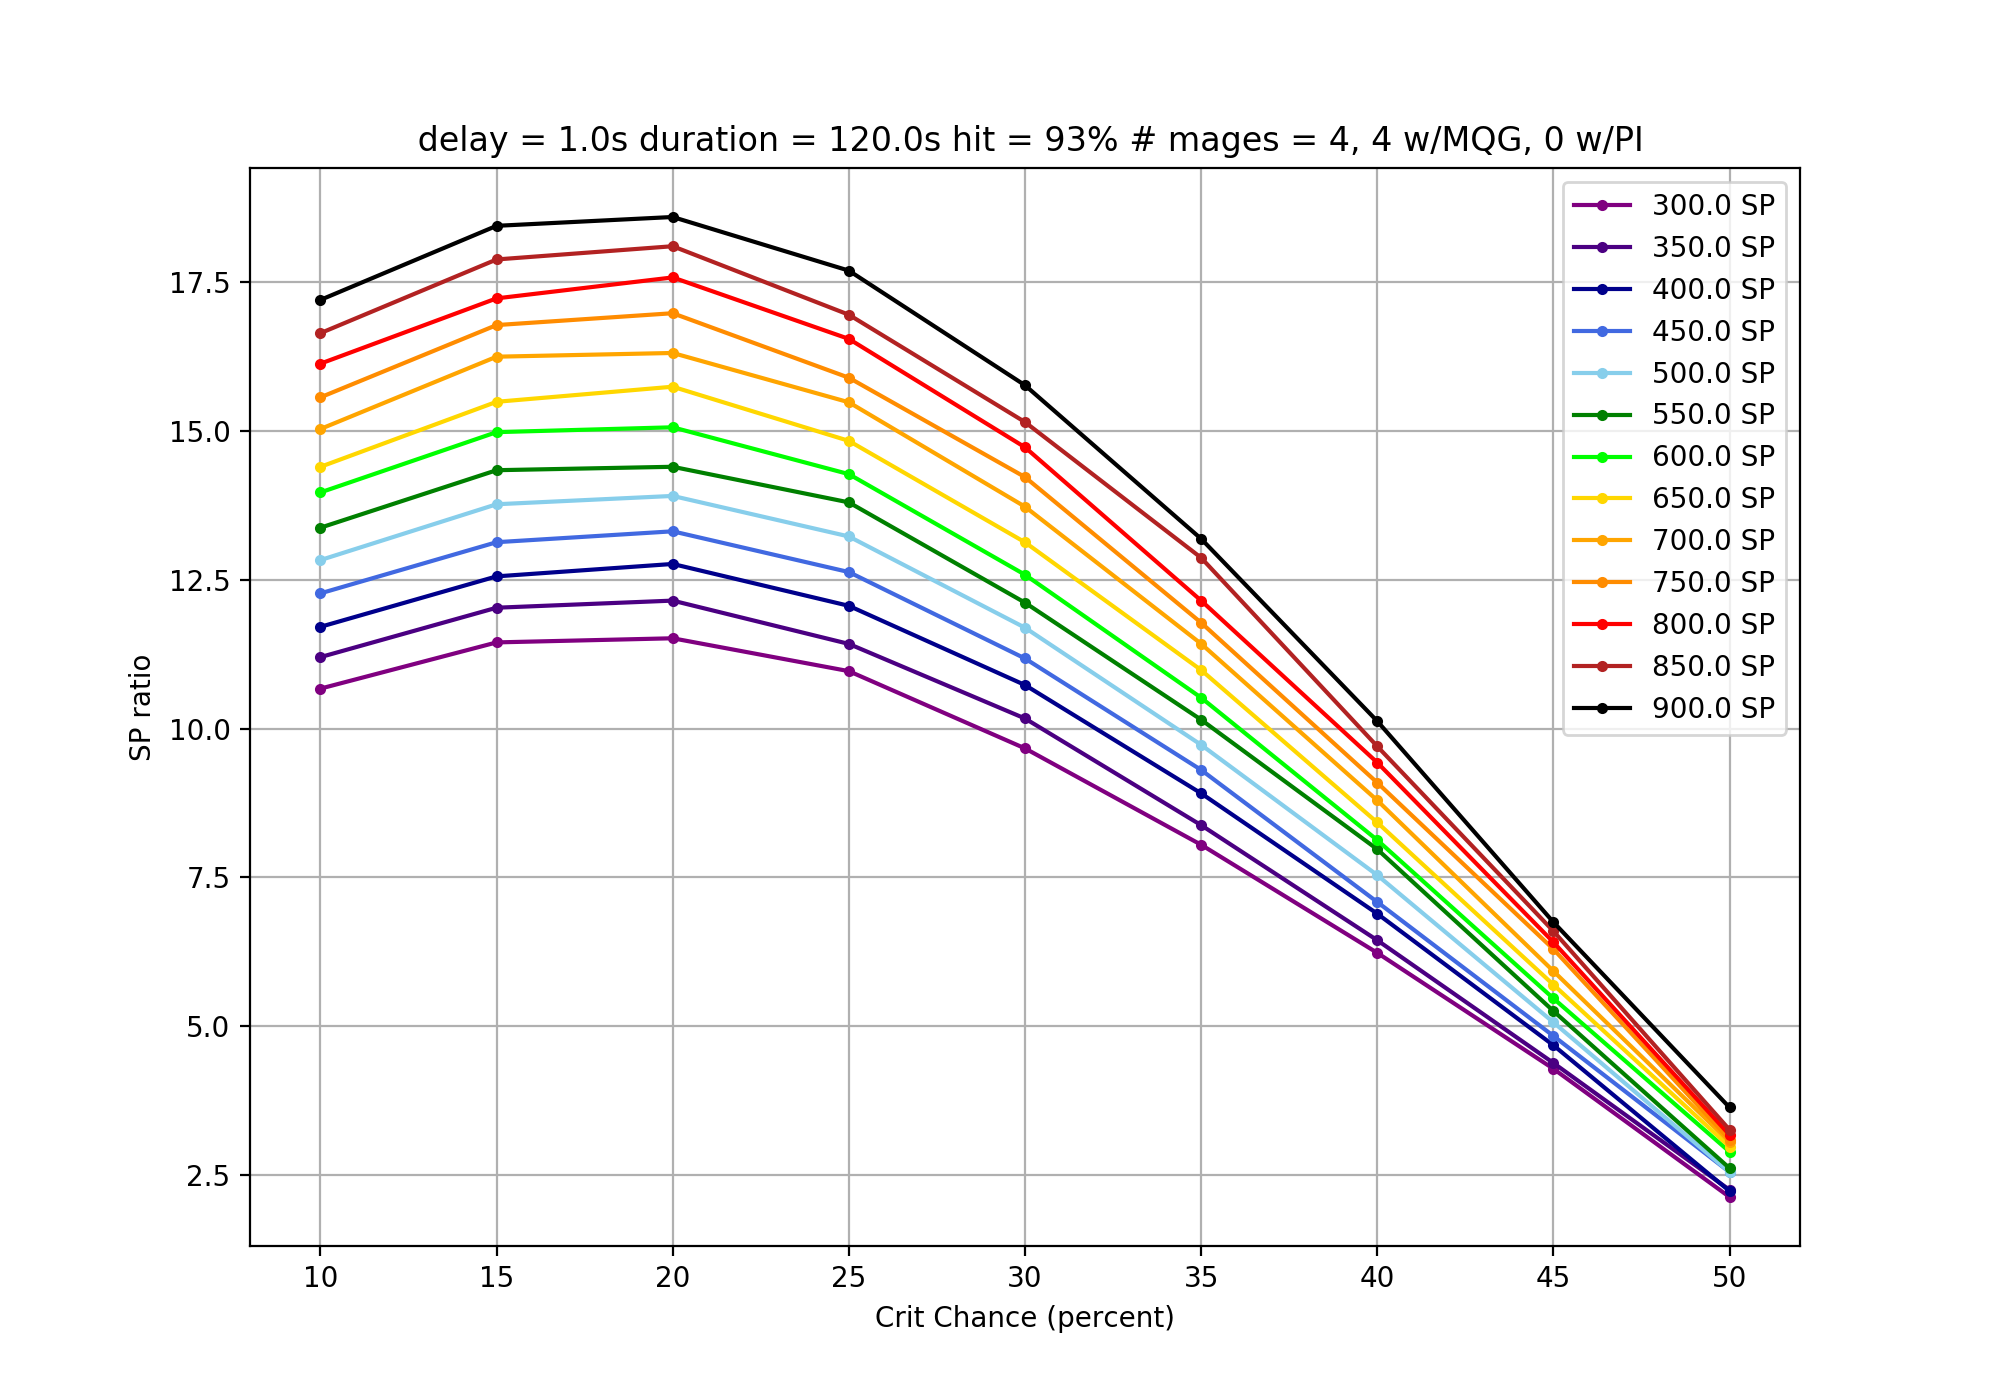 delay = 1.0s duration = 120.0s hit = 93% # mages = 4, 4 w/MQG, 0 w/PI
300.0 SP
350.0 SP
400.0 SP
450.0 SP
500.0 SP
550.0 SP
600.0 SP
650.0 SP
700.0 SP
750.0 SP
800.0 SP
850.0 SP
900.0 SP
SP ratio
17.5
15.0
12.5
10.0
7.5
5.0
2.5
10 15 20 25 30 35 40 45 50
Crit Chance (percent)